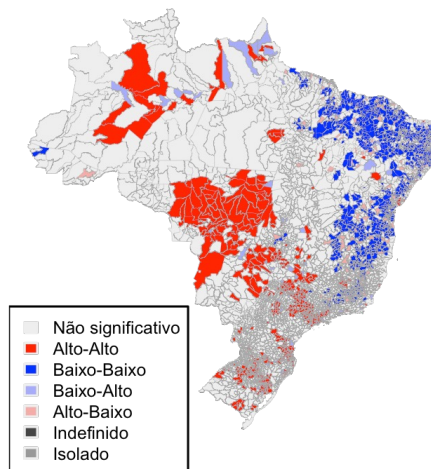 Não significativo
Alto-Alto
Baixo-Baixo
Baixo-Alto
Alto-Baixo
Indefinido
Isolado